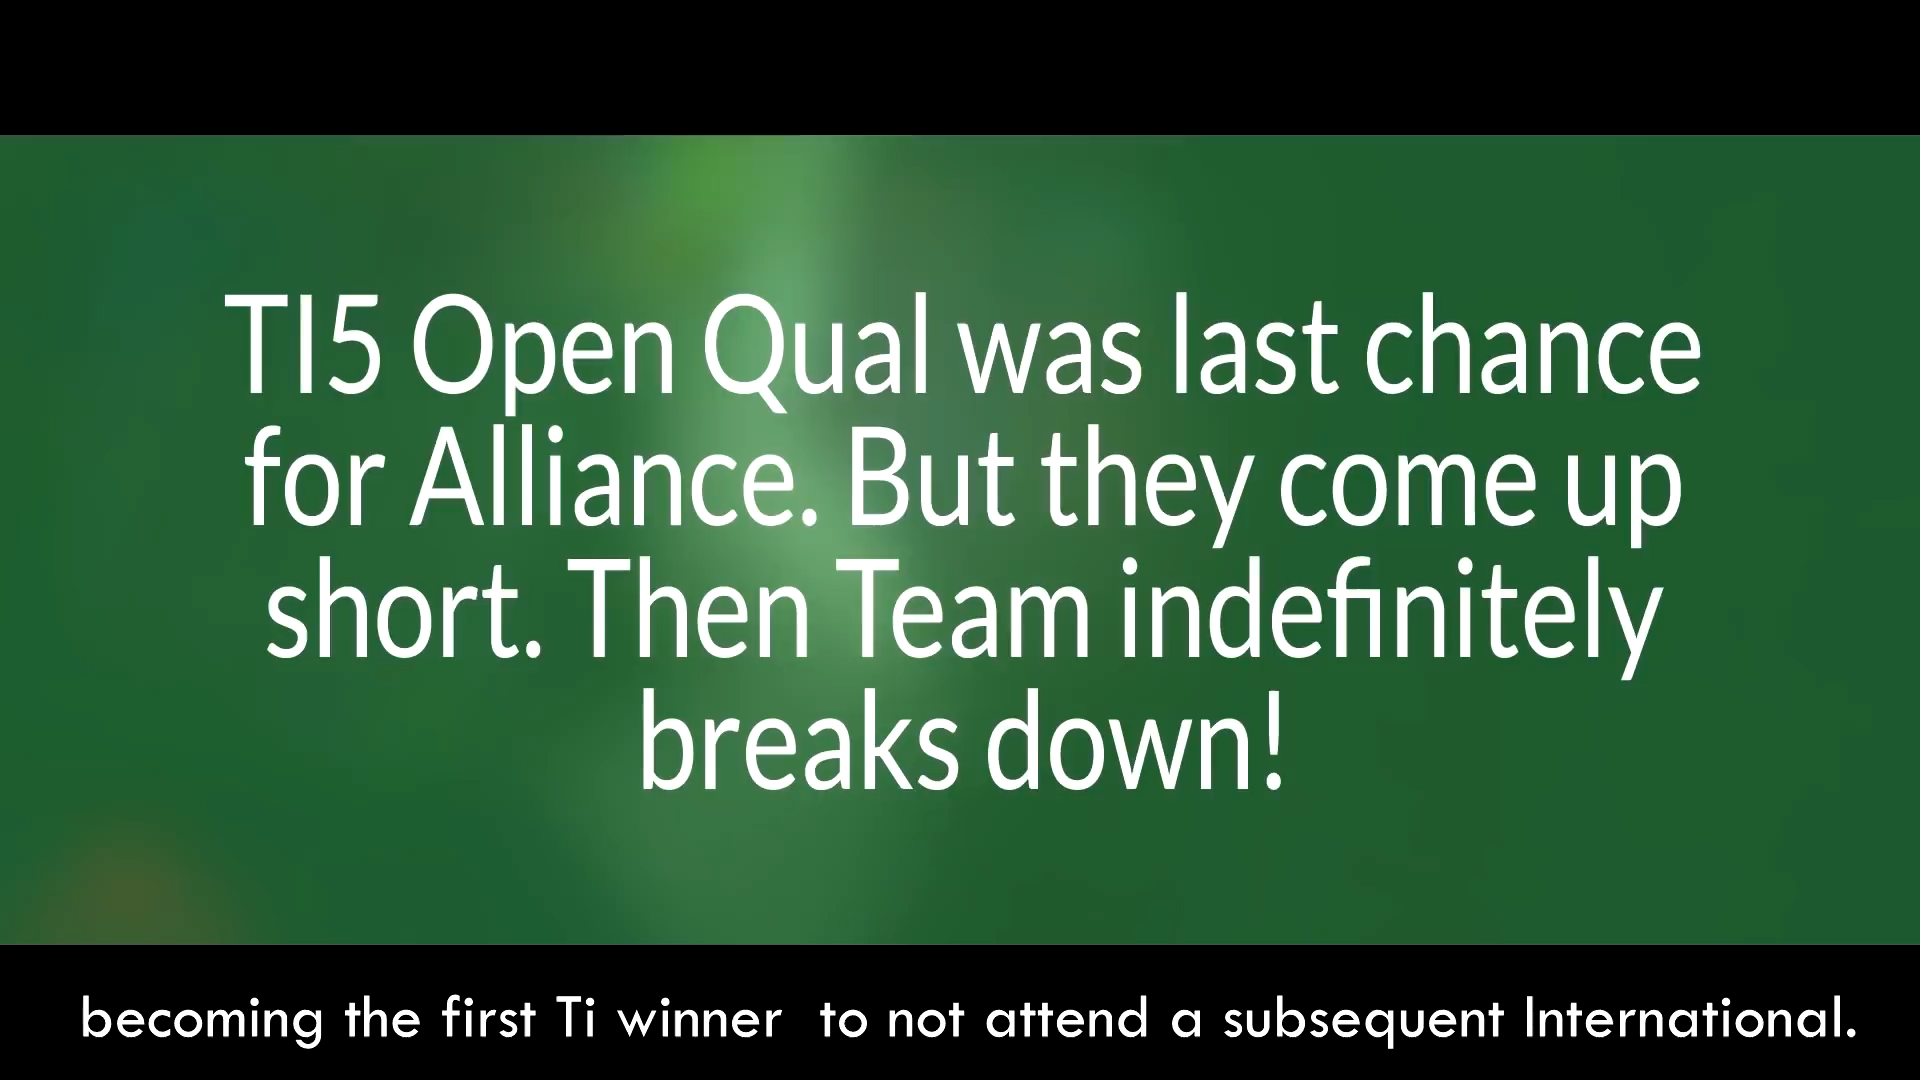 TI5 Open Qual was last chance
for Alliance. But they come up
short. Then Team indefinitely
breaks down!
becoming the first Ti winner  to not attend a subsequent International.